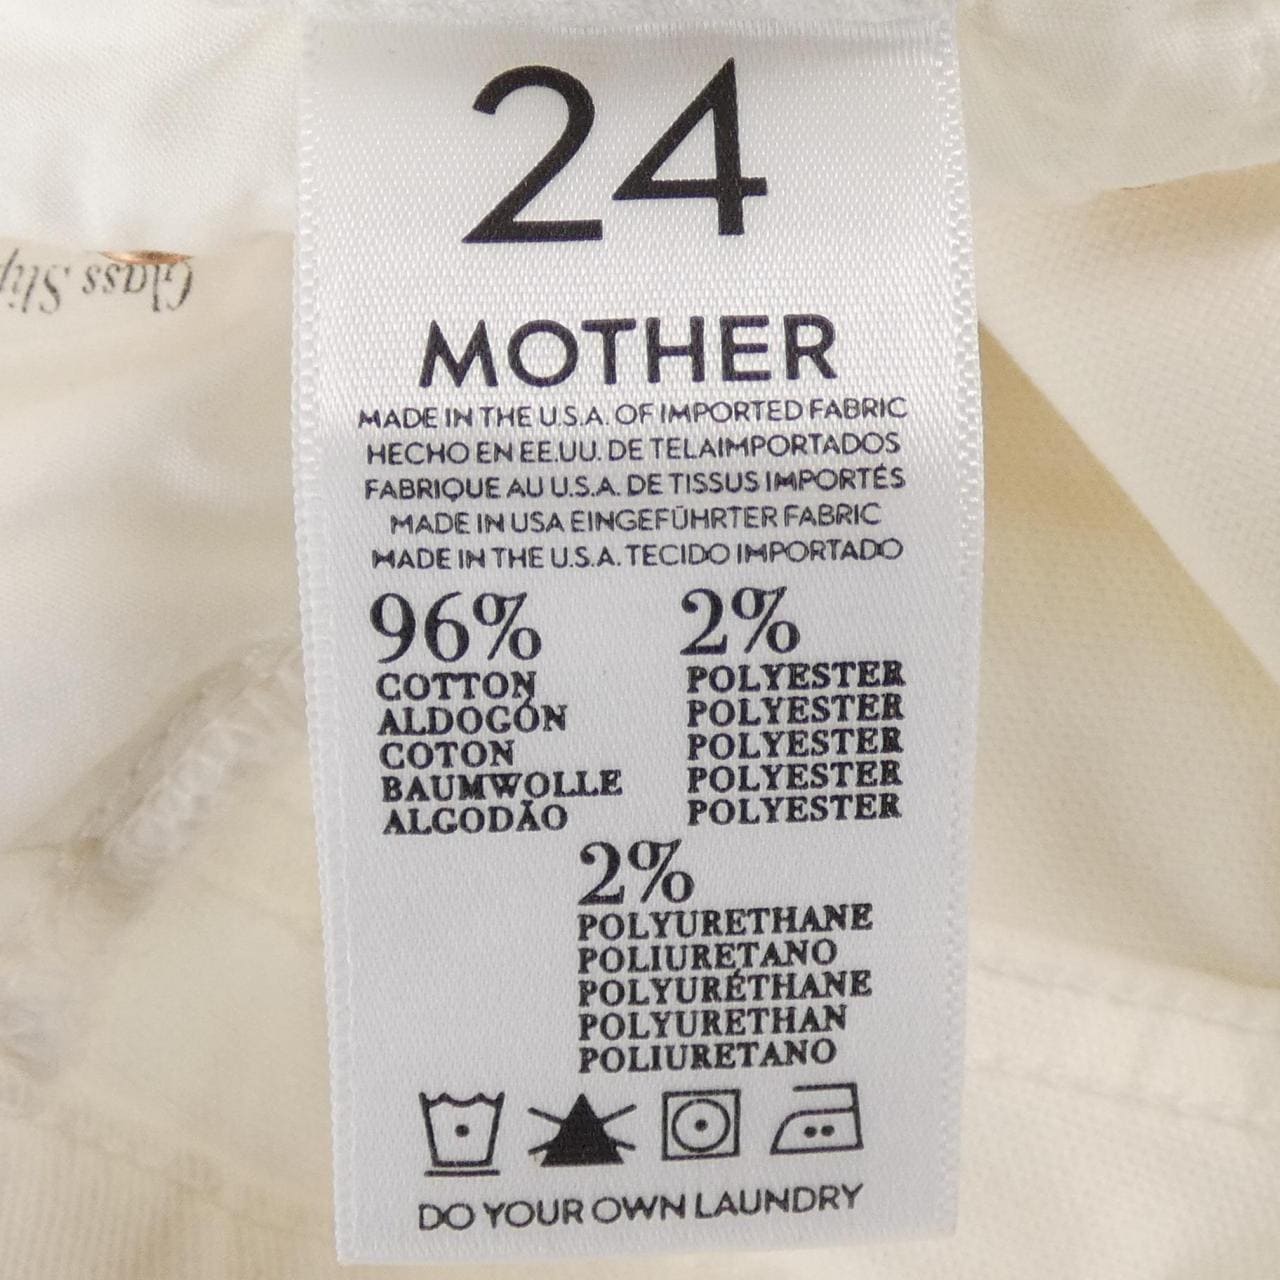 24
Glass Slip
MOTHER
MADE IN THE U.S.A. OF IMPORTED FABRIC
HECHO EN EE.UU. DE TELAIMPORTADOS
FABRIQUE AU U.S.A. DE TISSUS IMPORTÉS
MADE IN USA EINGEFÜHRTER FABRIC
MADE IN THE U.S.A. TECIDO IMPORTADO
96%
COTTON
ALDOGÓN
COTON
BAUMWOLLE
ALGODÃO
2%
POLYESTER
POLYESTER
POLYESTER
POLYESTER
POLYESTER
2%
POLYURETHANE
POLIURETANO
POLYURÉTHANE
POLYURETHAN
POLIURETANO
DO YOUR OWN LAUNDRY